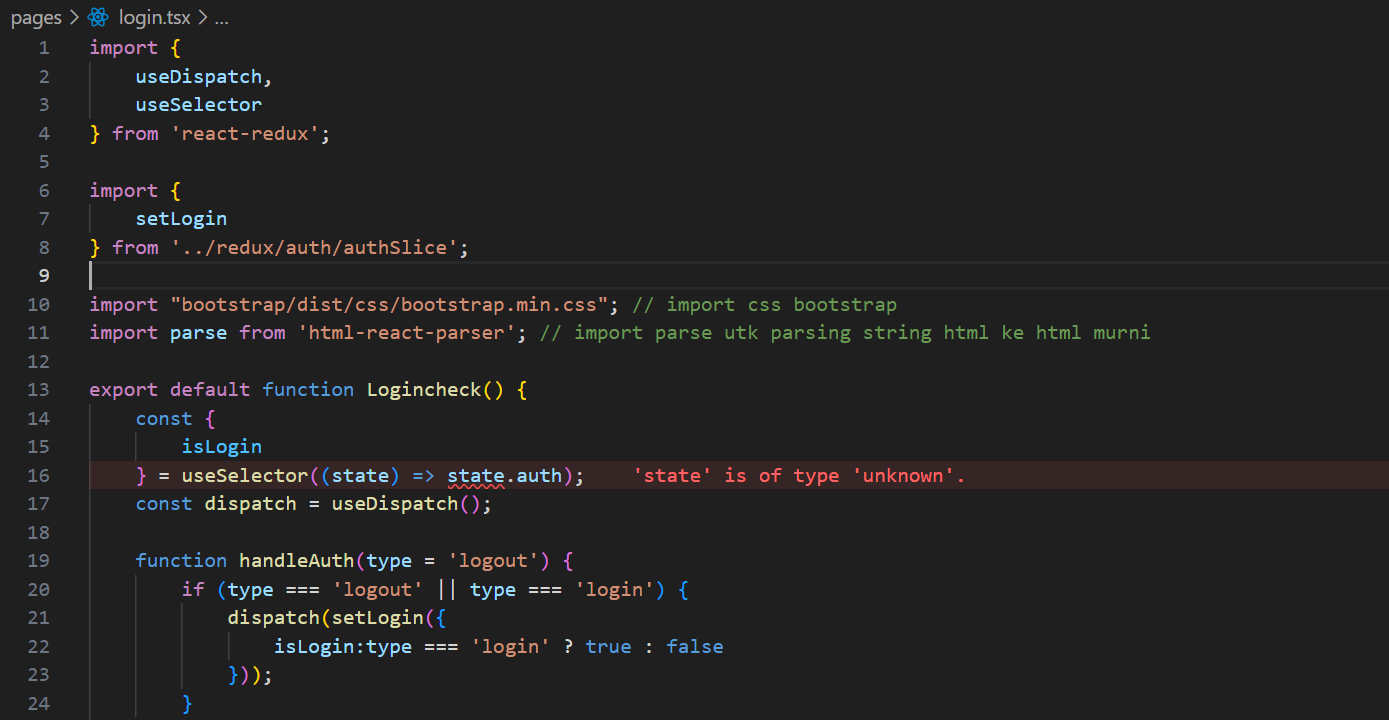 pages > login.tsx > ...
1 import {
2     useDispatch,
3     useSelector
4 } from 'react-redux';
5
6 import {
7     setLogin
8 } from '../redux/auth/authSlice';
9
10 import "bootstrap/dist/css/bootstrap.min.css"; // import css bootstrap
11 import parse from 'html-react-parser'; // import parse utk parsing string html ke html murni
12
13 export default function Logincheck() {
14     const {
15         isLogin
16     } = useSelector((state) => state.auth);    'state' is of type 'unknown'.
17     const dispatch = useDispatch();
18
19     function handleAuth(type = 'logout') {
20         if (type === 'logout' || type === 'login') {
21             dispatch(setLogin({
22                 isLogin:type === 'login' ? true : false
23             }));
24         }